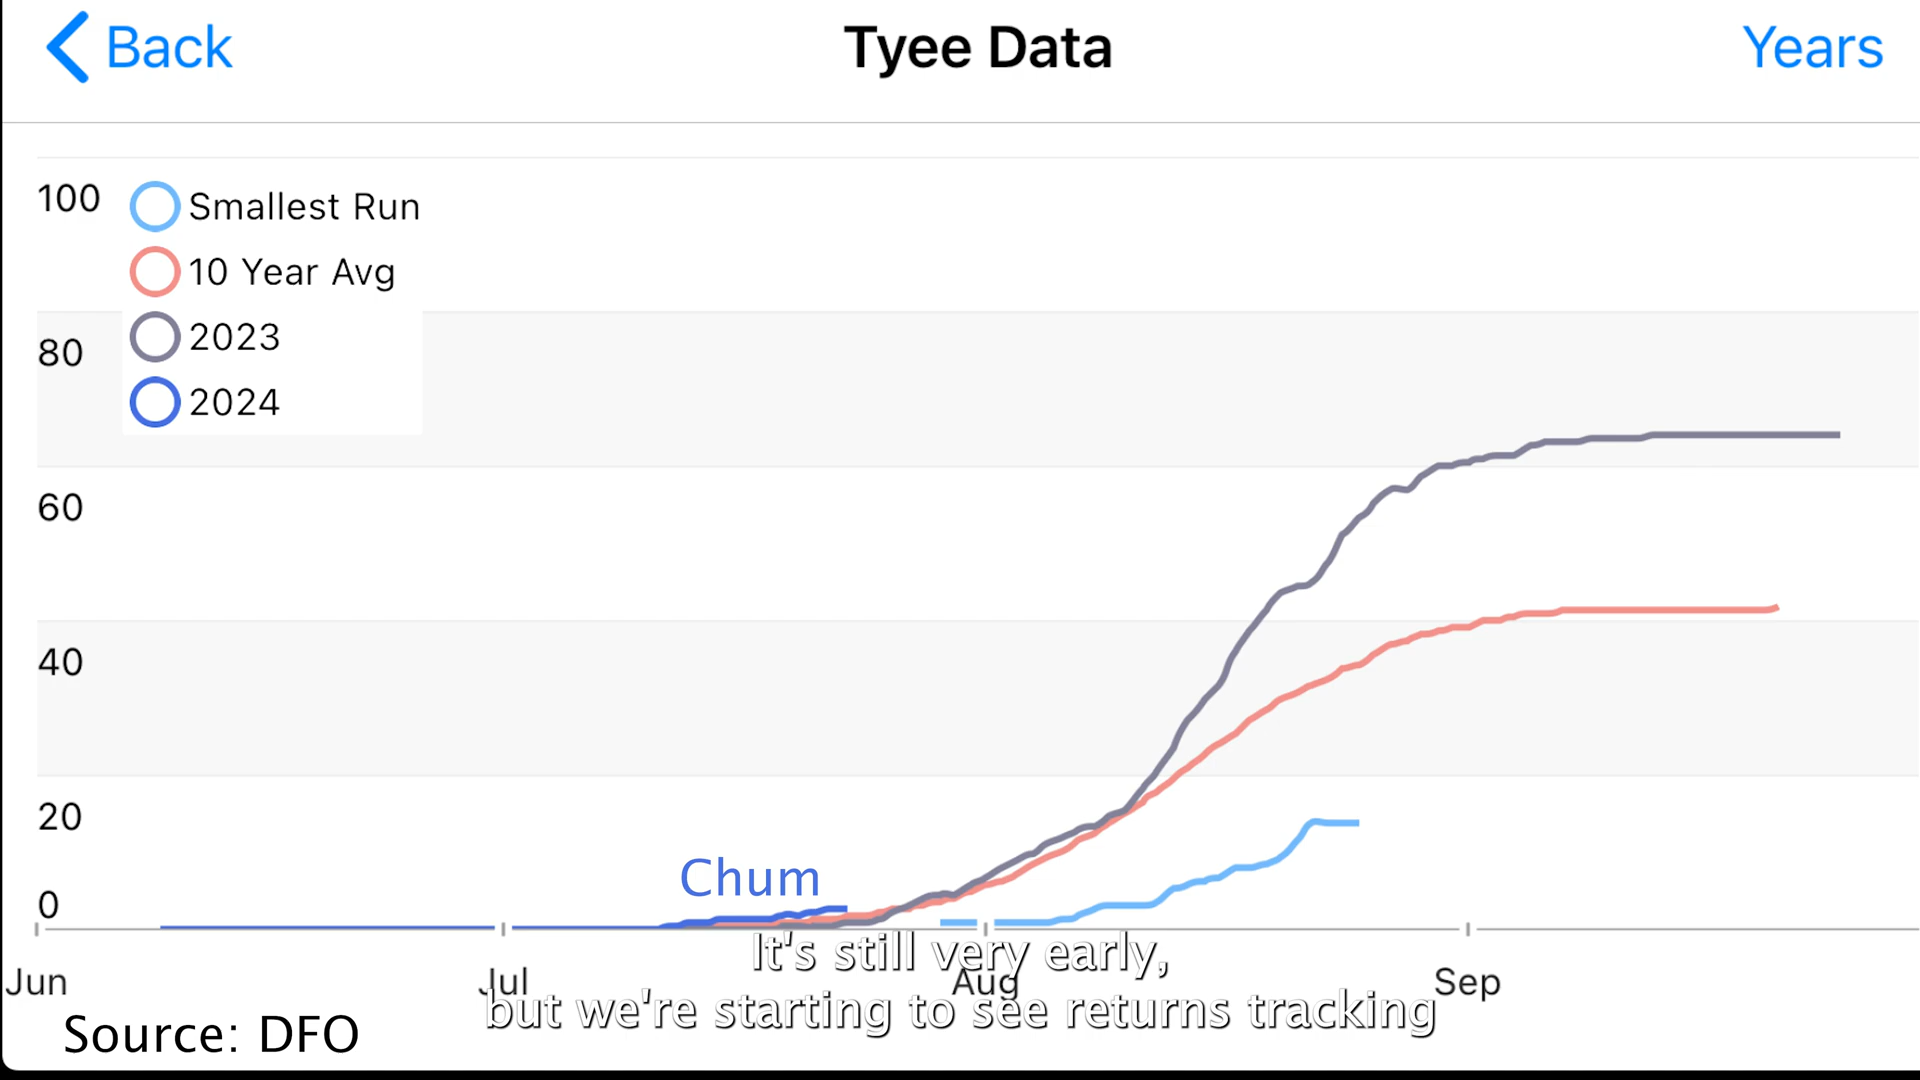 Back
Tyee Data
Years
100
Smallest Run
10 Year Avg
80
2023
2024
60
40
20
Chum
0
It's still very early,
Jun
Jul
Aug
Sep
but we're starting to see returns tracking
Source: DFO